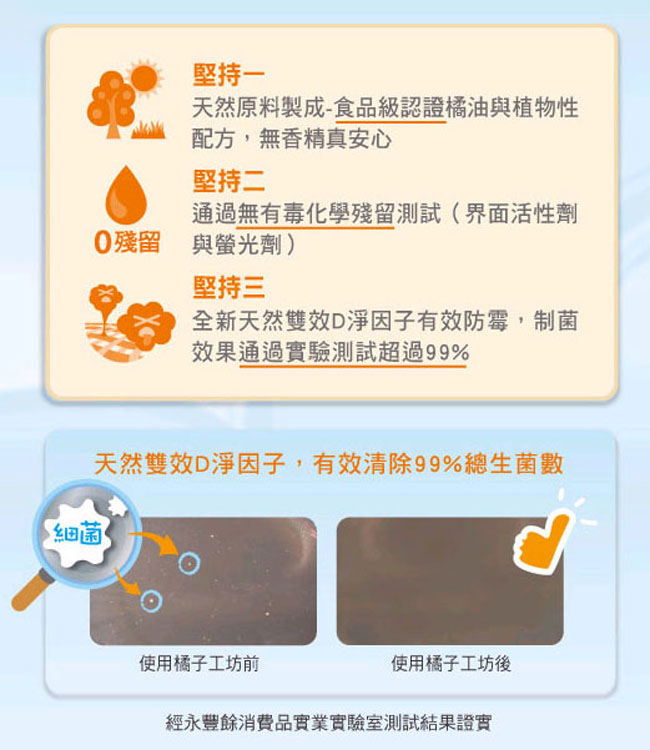 堅持一
天然原料製成-食品級認證橘油與植物性
配方，無香精真安心
堅持二
通過無有毒化學殘留測試（界面活性劑
與螢光劑）
0殘留
堅持三
全新天然雙效D淨因子有效防霉，制菌
效果通過實驗測試超過99%
天然雙效D淨因子，有效清除99%總生菌數
細菌
使用橘子工坊前
使用橘子工坊後
經永豐餘消費品實業實驗室測試結果證實